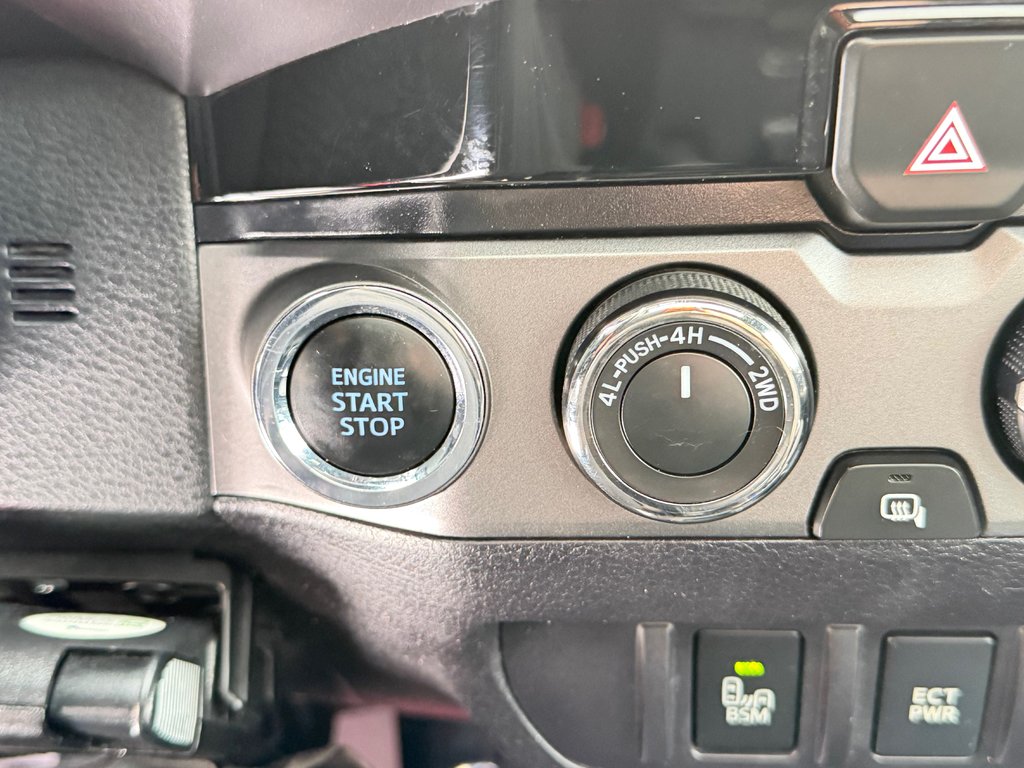 ENGINE
START
STOP
4L-PUSH-4H 2WD
BSM
ECT
PWR